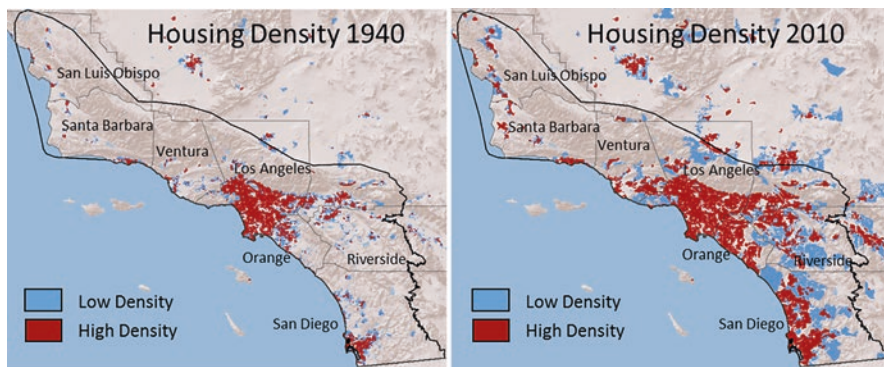 Housing Density 1940
San Luis Obispo
Santa Barbara
Ventura
Los Angeles
Orange
Riverside
San Diego
Low Density
High Density
Housing Density 2010
San Luis Obispo
Santa Barbara
Ventura
Los Angeles
Orange
Riverside
San Diego
Low Density
High Density